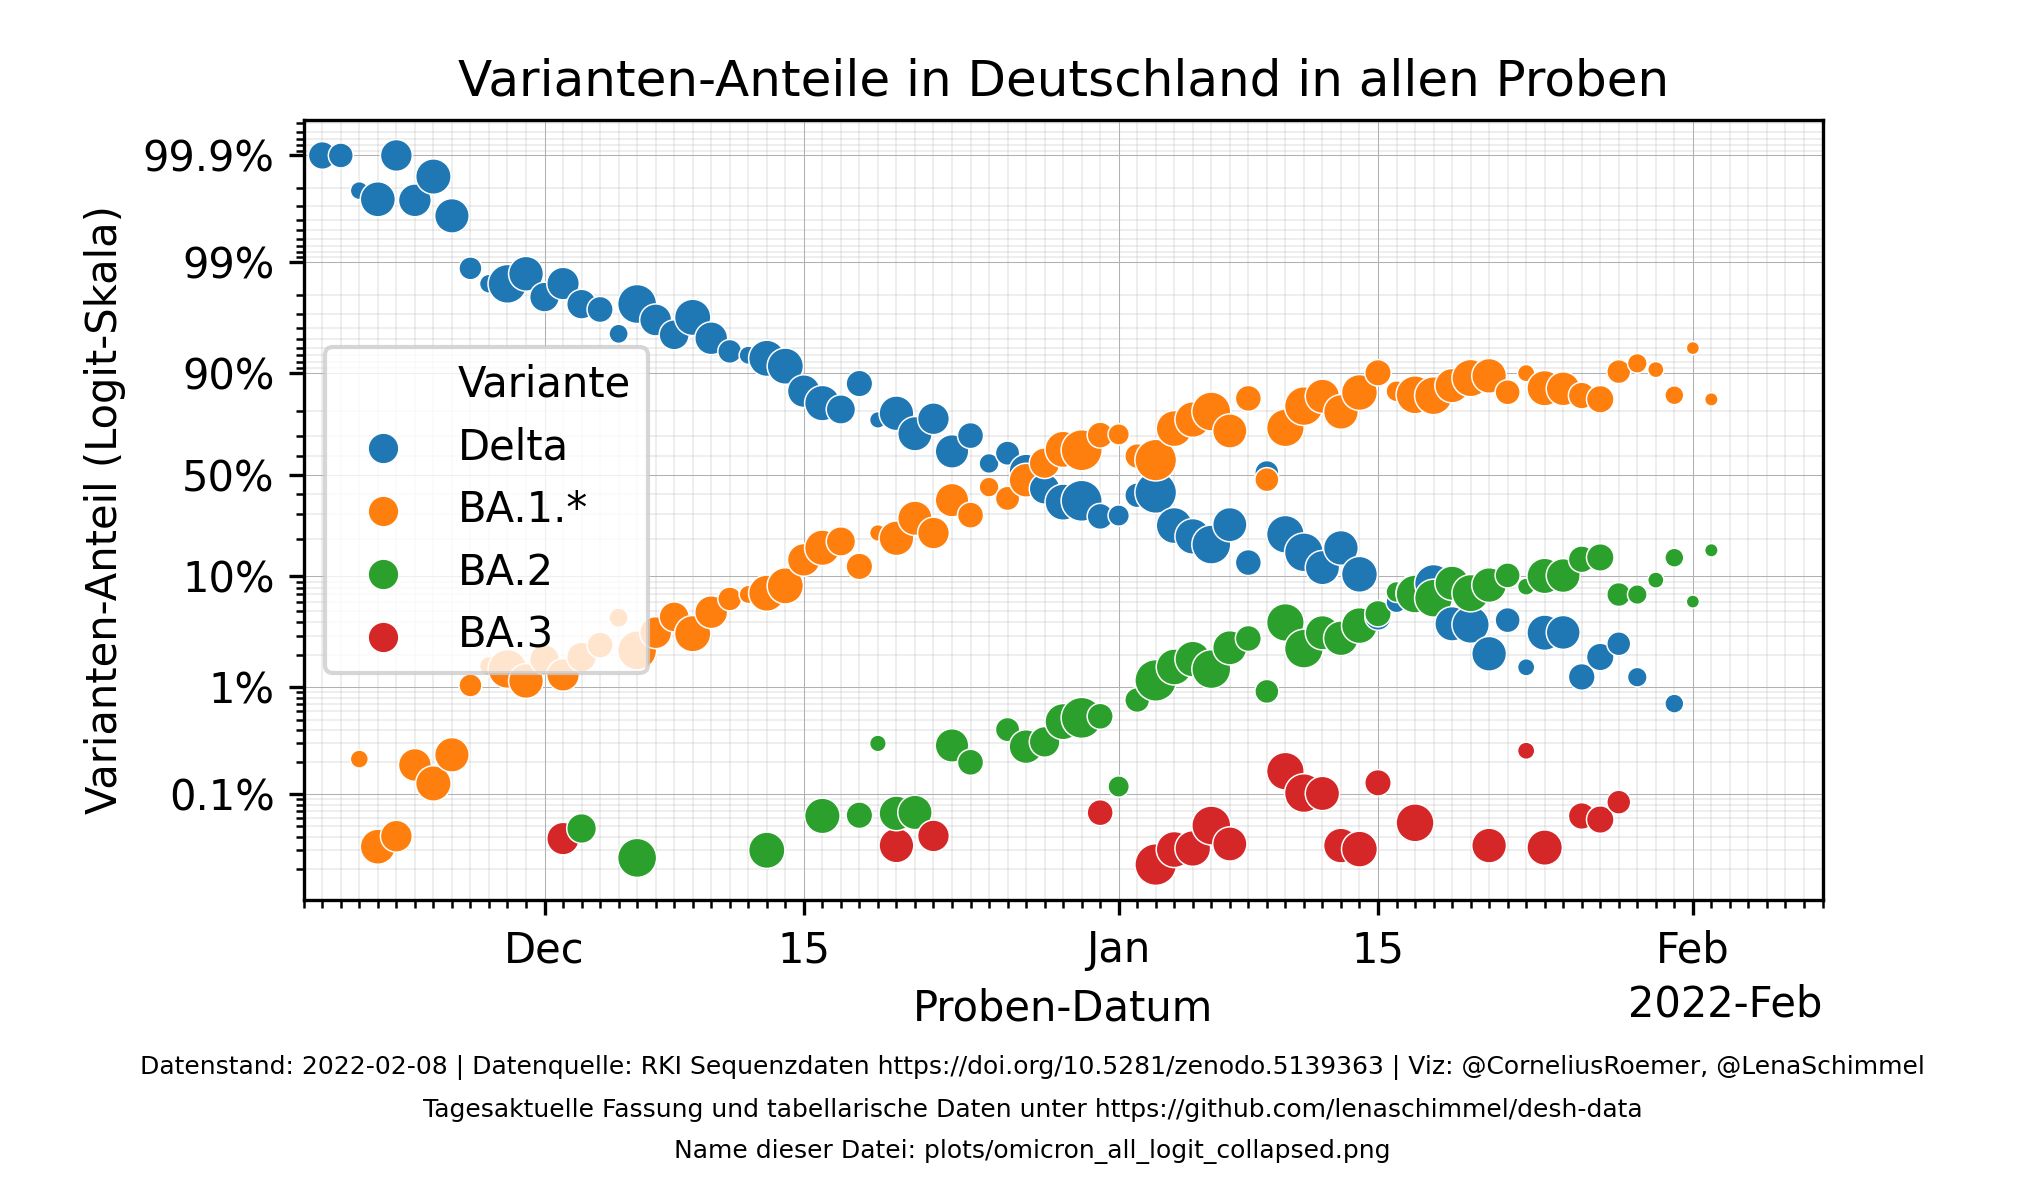 Varianten-Anteile in Deutschland in allen Proben
Varianten-Anteil (Logit-Skala)
99.9%
99%
90%
50%
10%
1%
0.1%
Variante
Delta
BA.1.*
BA.2
BA.3
Dec
15
Jan
15
Feb
Proben-Datum
2022-Feb
Datenstand: 2022-02-08 | Datenquelle: RKI Sequenzdaten https://doi.org/10.5281/zenodo.5139363 | Viz: @CorneliusRoemer, @LenaSchimmel
Tagesaktuelle Fassung und tabellarische Daten unter https://github.com/lenaschimmel/desh-data
Name dieser Datei: plots/omicron_all_logit_collapsed.png